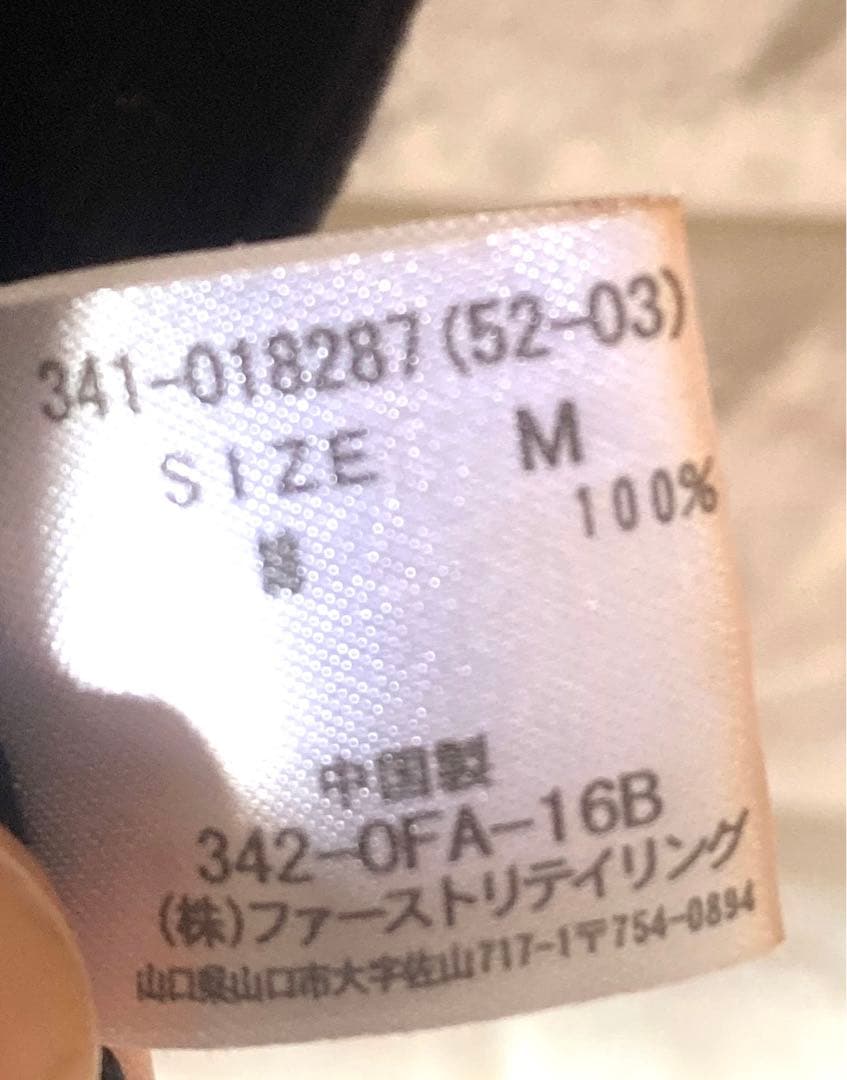 341-018287(52-03)
SIZE M
100%
中国製
342-0FA-16B
(株)ファーストリテイリング
山口県山口市大字佐山717-1〒754-0894